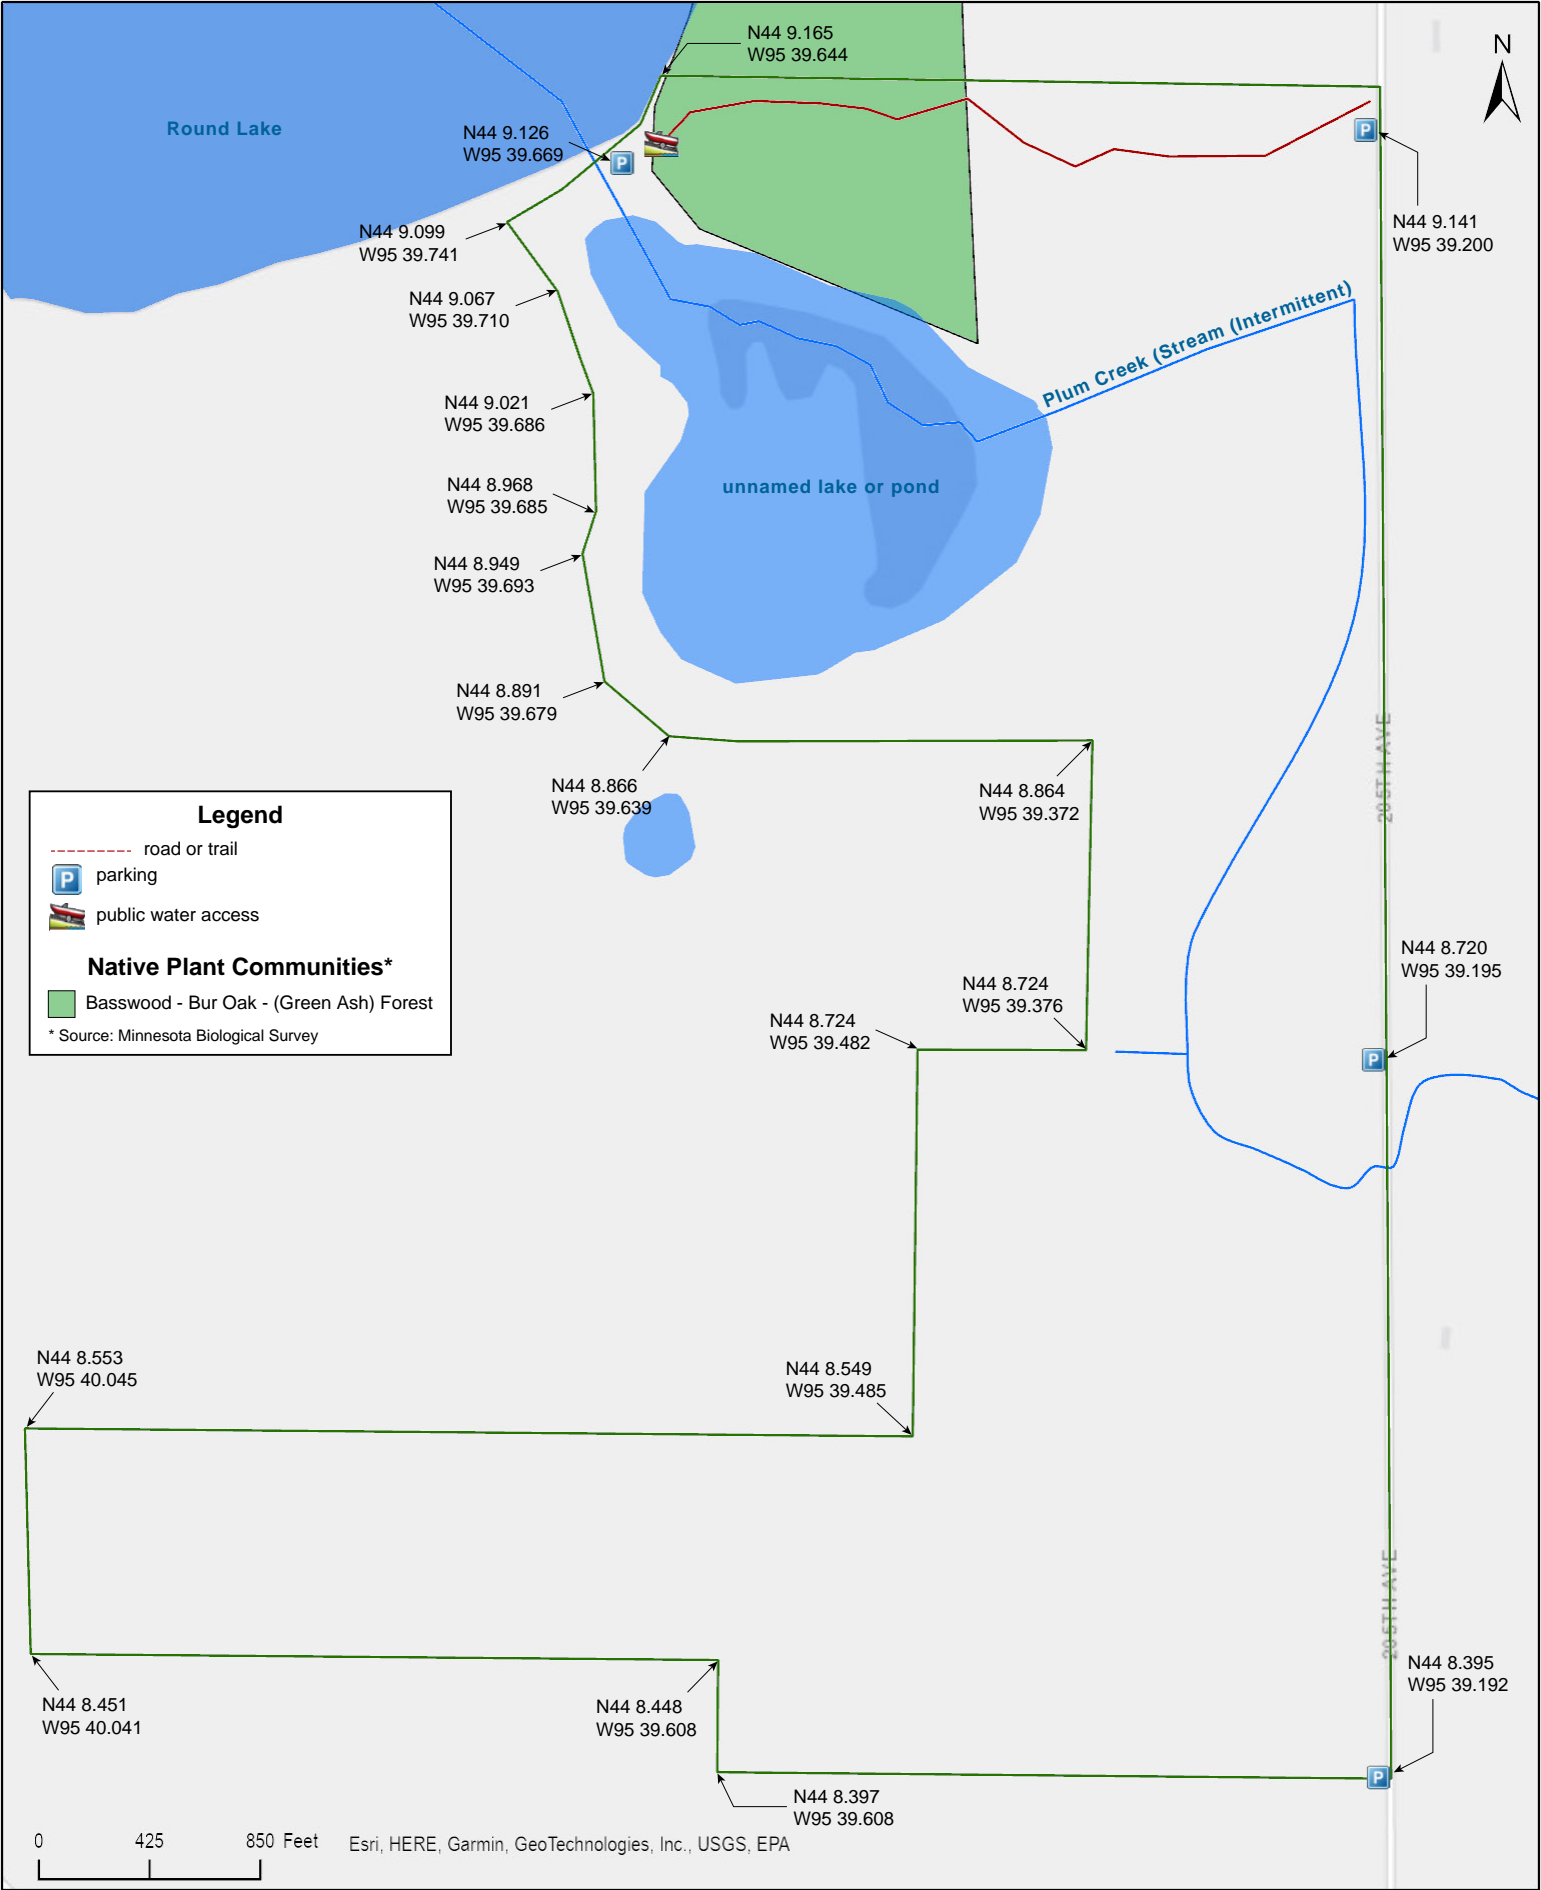 N44 9.165
W95 39.644
N
Round Lake
N44 9.126
W95 39.669
P
P
N44 9.141
W95 39.200
N44 9.099
W95 39.741
N44 9.067
W95 39.710
Plum Creek (Stream (Intermittent)
N44 9.021
W95 39.686
unnamed lake or pond
N44 8.968
W95 39.685
N44 8.949
W95 39.693
N44 8.891
W95 39.679
205TH AVE
N44 8.866
W95 39.639
N44 8.864
W95 39.372
Legend
road or trail
P parking
public water access
Native Plant Communities*
Basswood - Bur Oak - (Green Ash) Forest
* Source: Minnesota Biological Survey
N44 8.720
W95 39.195
N44 8.724
W95 39.376
N44 8.724
W95 39.482
P
N44 8.553
W95 40.045
N44 8.549
W95 39.485
205TH AVE
N44 8.395
W95 39.192
N44 8.451
W95 40.041
N44 8.448
W95 39.608
P
N44 8.397
W95 39.608
0 425 850 Feet
Esri, HERE, Garmin, GeoTechnologies, Inc., USGS, EPA